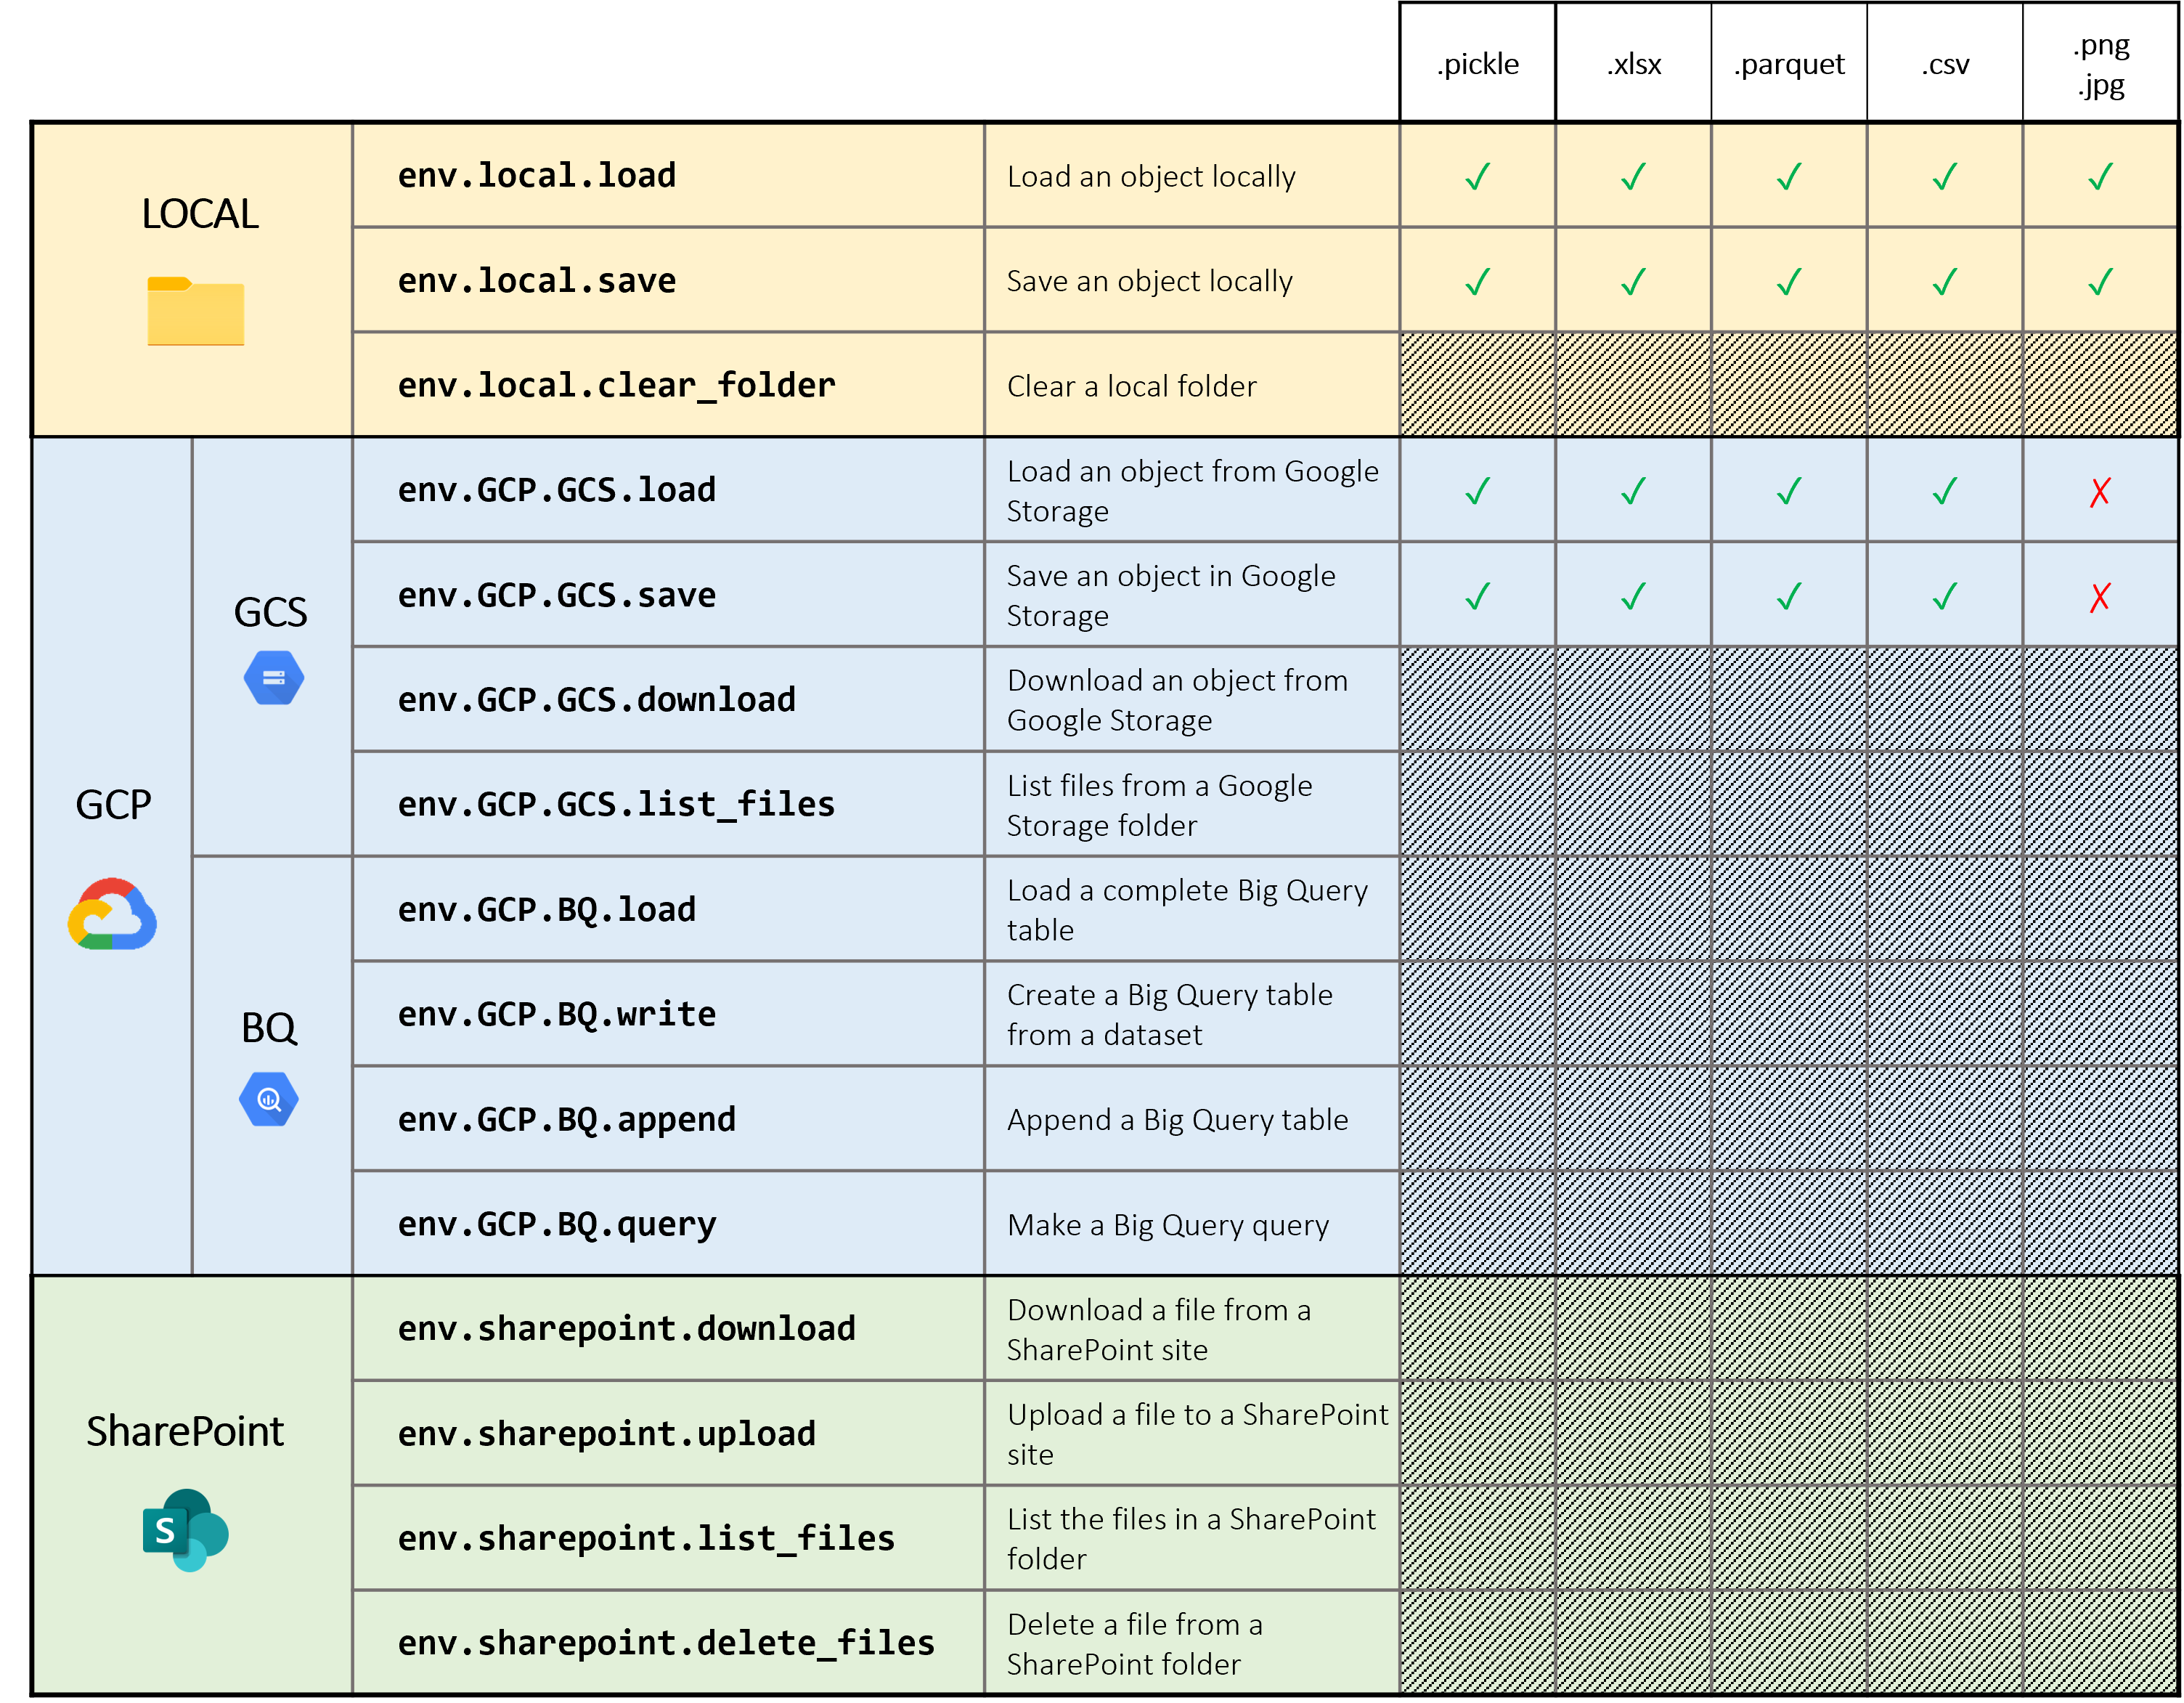 .pickle
.xlsx
.parquet
.csv
.png
.jpg
LOCAL
env.local.load
Load an object locally
✓ ✓ ✓ ✓ ✓
env.local.save
Save an object locally
✓ ✓ ✓ ✓ ✓
env.local.clear_folder
Clear a local folder
GCP
GCS
env.GCP.GCS.load
Load an object from Google
Storage
✓ ✓ ✓ ✓ ✗
env.GCP.GCS.save
Save an object in Google
Storage
✓ ✓ ✓ ✓ ✗
env.GCP.GCS.download
Download an object from
Google Storage
env.GCP.GCS.list_files
List files from a Google
Storage folder
BQ
env.GCP.BQ.load
Load a complete Big Query
table
env.GCP.BQ.write
Create a Big Query table
from a dataset
env.GCP.BQ.append
Append a Big Query table
env.GCP.BQ.query
Make a Big Query query
SharePoint
S
env.sharepoint.download
Download a file from a
SharePoint site
env.sharepoint.upload
Upload a file to a SharePoint
site
env.sharepoint.list_files
List the files in a SharePoint
folder
env.sharepoint.delete_files
Delete a file from a
SharePoint folder